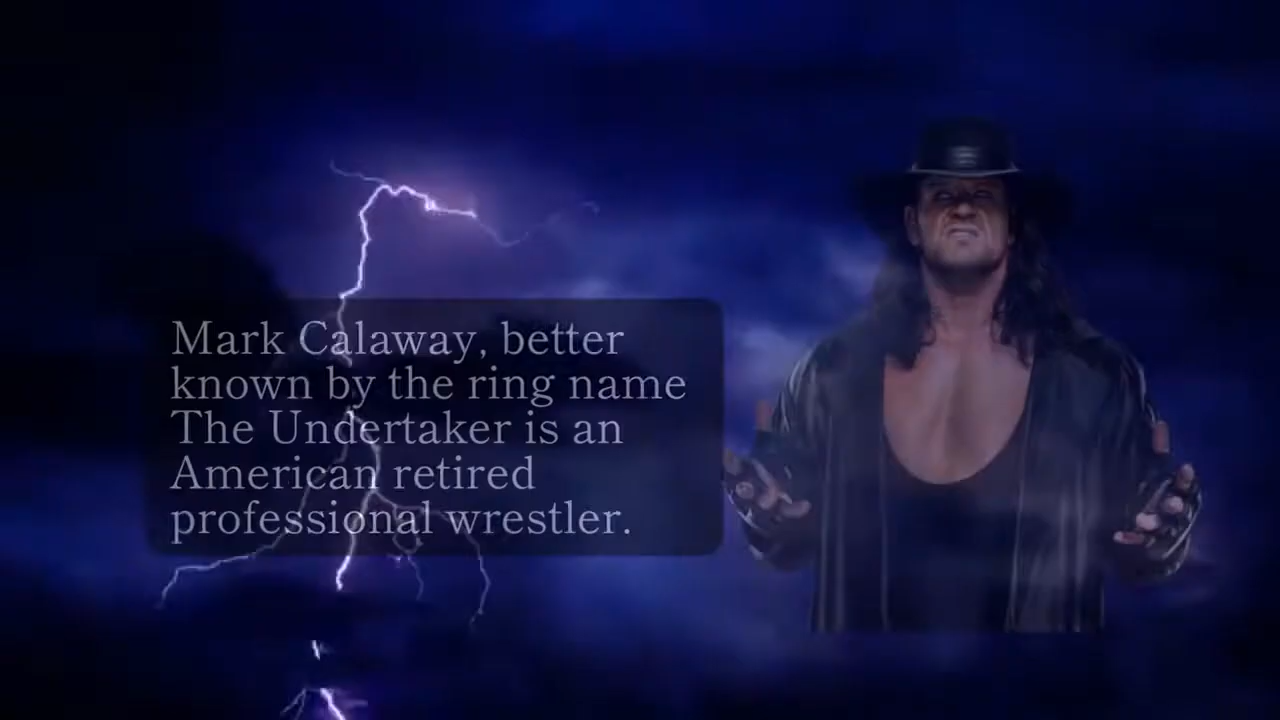 Mark Calaway, better
known by the ring name
The Undertaker is an
American retired
professional wrestler.